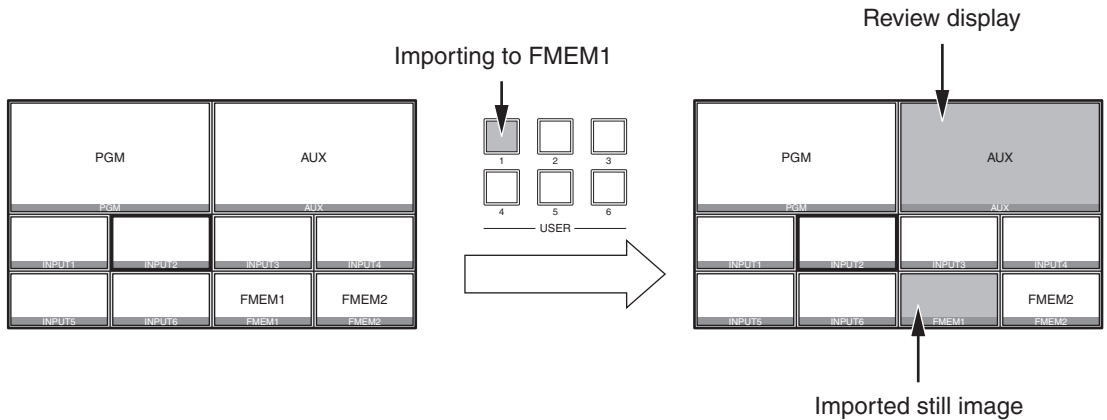 Review display
Importing to FMEM1
PGM
AUX
PGM
AUX
INPUT1
INPUT2
INPUT3
INPUT4
FMEM1
FMEM2
INPUT5
INPUT6
FMEM1
FMEM2
1
2
3
4
5
6
USER
PGM
AUX
PGM
AUX
INPUT1
INPUT2
INPUT3
INPUT4
FMEM2
INPUT5
INPUT6
FMEM1
FMEM2
Imported still image